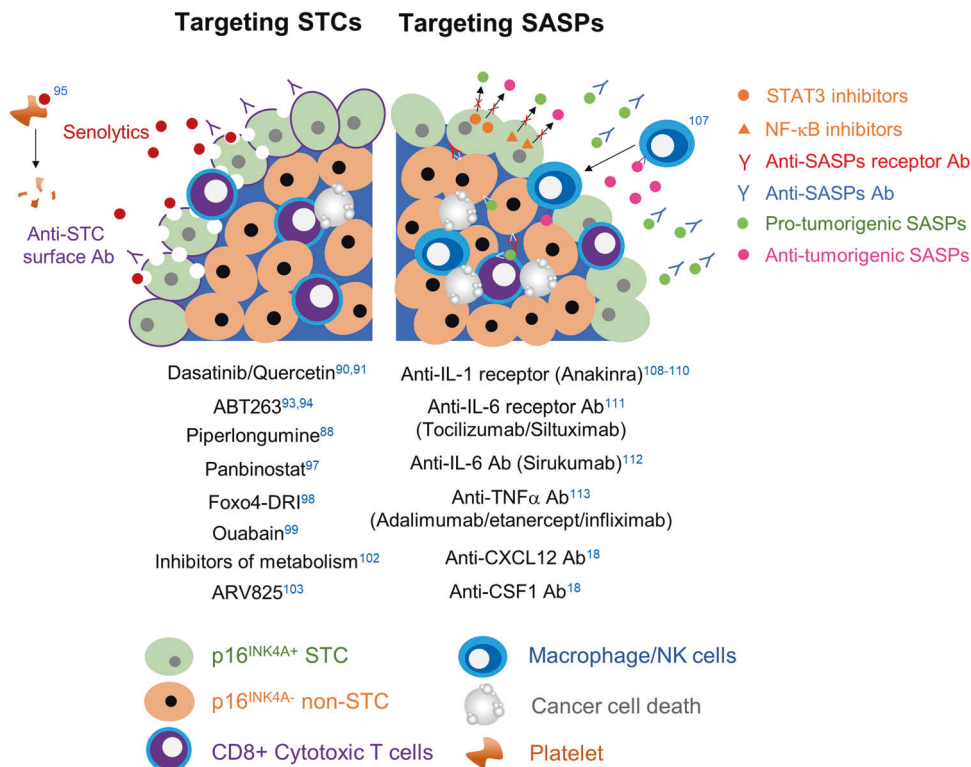 Targeting STCs
Targeting SASPs
95
Senolytics
Anti-STC
surface Ab
107
STAT3 inhibitors
NF-κB inhibitors
Anti-SASPs receptor Ab
Anti-SASPs Ab
Pro-tumorigenic SASPs
Anti-tumorigenic SASPs
Dasatinib/Quercetin90,91
ABT26393,94
Piperlongumine88
Panbinostat97
Foxo4-DRI98
Ouabain99
Inhibitors of metabolism102
ARV825103
Anti-IL-1 receptor (Anakinra)108-110
Anti-IL-6 receptor Ab111
(Tocilizumab/Siltuximab)
Anti-IL-6 Ab (Sirukumab)112
Anti-TNFα Ab113
(Adalimumab/etanercept/infliximab)
Anti-CXCL12 Ab18
Anti-CSF1 Ab18
p16INK4A+ STC
p16INK4A- non-STC
CD8+ Cytotoxic T cells
Macrophage/NK cells
Cancer cell death
Platelet